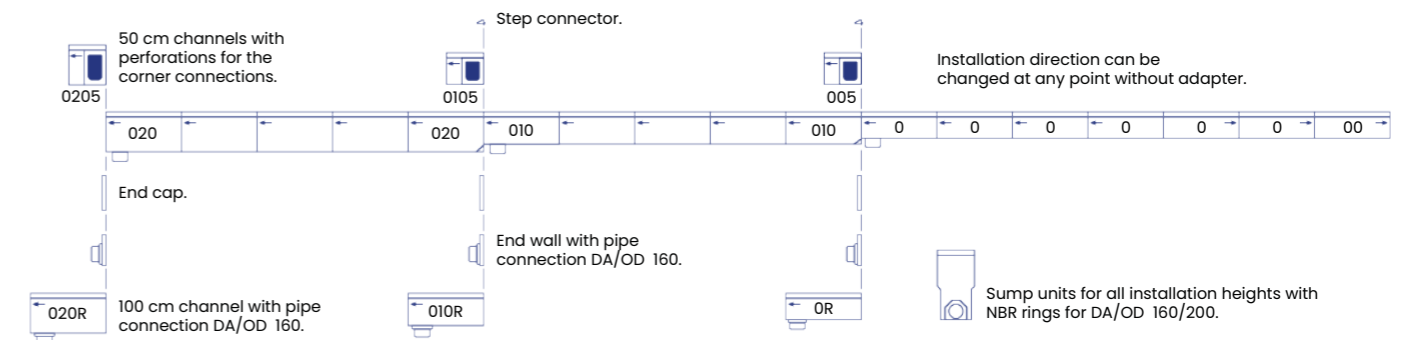 Step connector.
50 cm channels with
perforations for the
corner connections.
Installation direction can be
changed at any point without adapter.
0205
0105
005
020
020
010
010
0
0
0
0
0
0
00
End cap.
End wall with pipe
connection DA/OD 160.
020R
100 cm channel with pipe
connection DA/OD 160.
010R
0R
Sump units for all installation heights with
NBR rings for DA/OD 160/200.